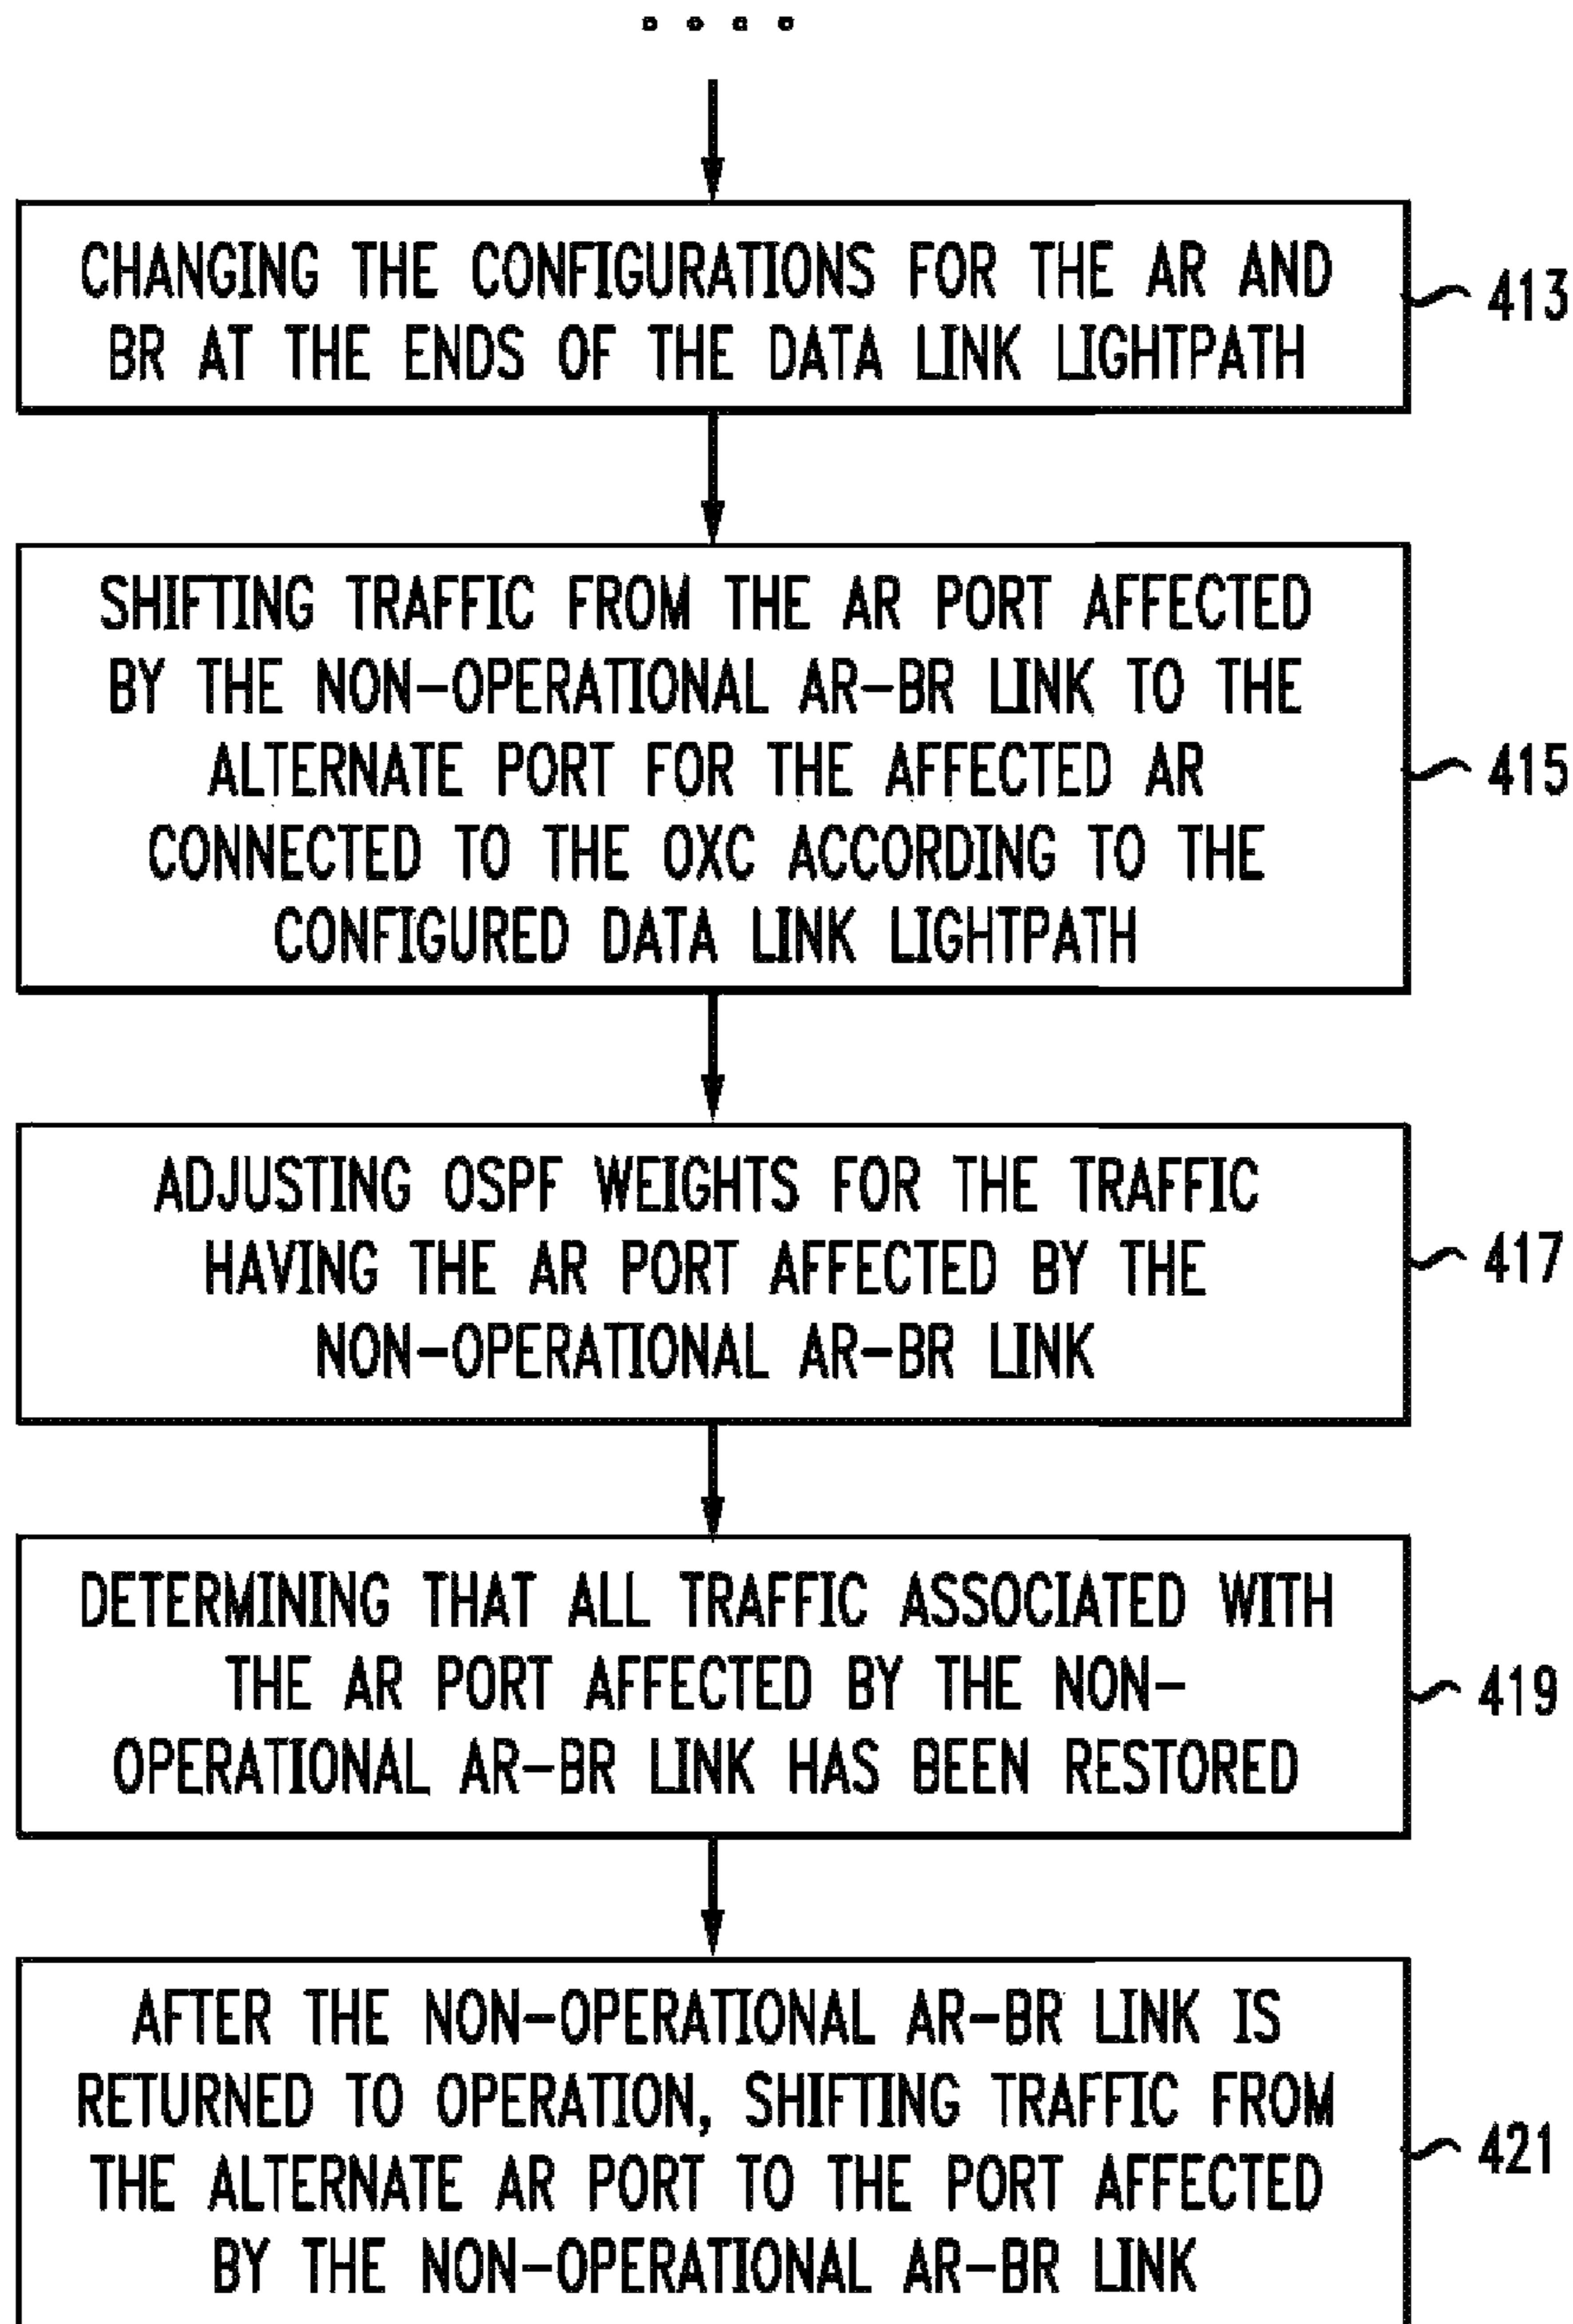 CHANGING THE CONFIGURATIONS FOR THE AR AND
BR AT THE ENDS OF THE DATA LINK LIGHTPATH
413
SHIFTING TRAFFIC FROM THE AR PORT AFFECTED
BY THE NON-OPERATIONAL AR-BR LINK TO THE
ALTERNATE PORT FOR THE AFFECTED AR
CONNECTED TO THE OXC ACCORDING TO THE
CONFIGURED DATA LINK LIGHTPATH
415
ADJUSTING OSPF WEIGHTS FOR THE TRAFFIC
HAVING THE AR PORT AFFECTED BY THE
NON-OPERATIONAL AR-BR LINK
417
DETERMINING THAT ALL TRAFFIC ASSOCIATED WITH
THE AR PORT AFFECTED BY THE NON-
OPERATIONAL AR-BR LINK HAS BEEN RESTORED
419
AFTER THE NON-OPERATIONAL AR-BR LINK IS
RETURNED TO OPERATION, SHIFTING TRAFFIC FROM
THE ALTERNATE AR PORT TO THE PORT AFFECTED
BY THE NON-OPERATIONAL AR-BR LINK
421